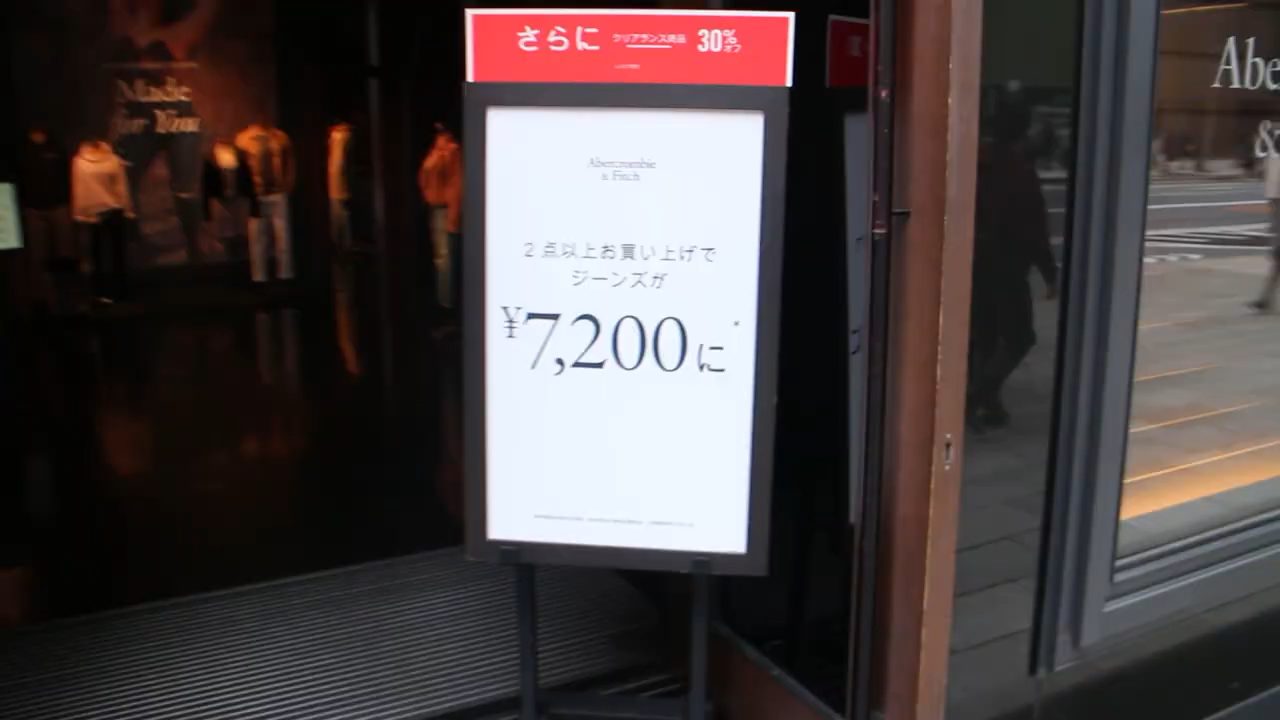 さらに
クリアランス商品
30%
オフ
Made
for You
Abercrombie
& Finch
2点以上お買い上げで
ジーンズが
¥7,200に*
Abe
&